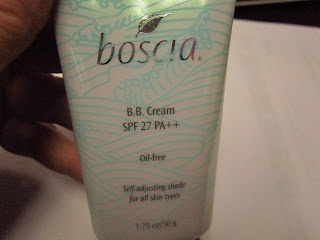 boscia.
B.B. Cream
SPF 27 PA++
Oil-free
Self-adjusting shade
for all skin types
1.75 oz/50 g